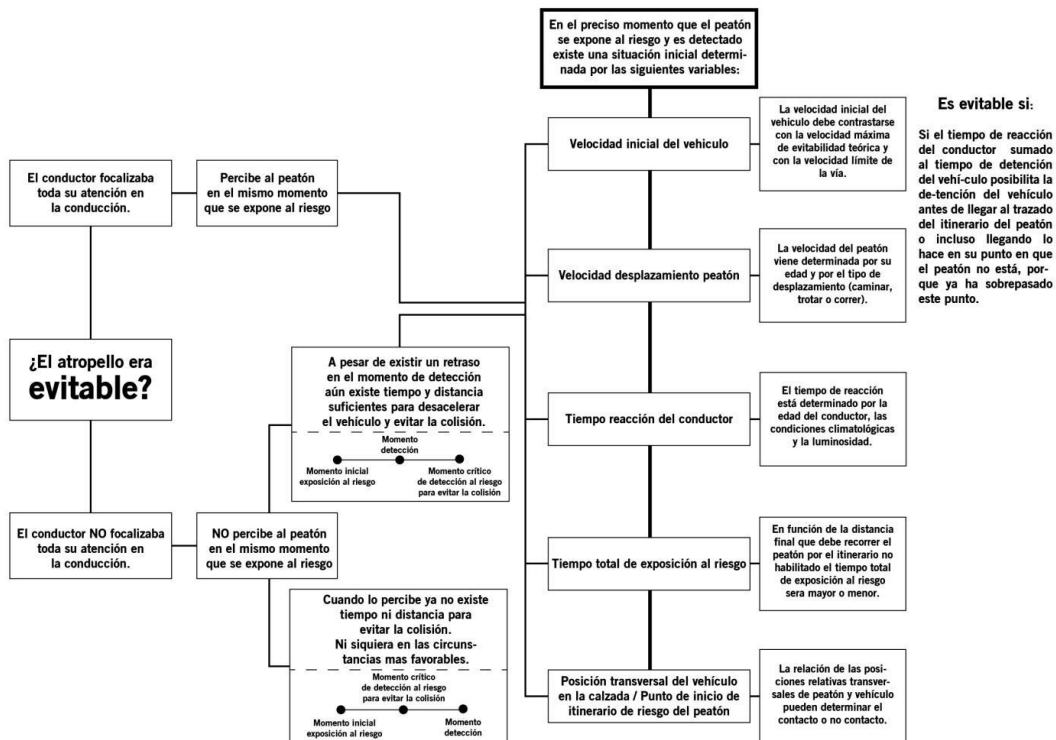 En el preciso momento que el peatón
se expone al riesgo y es detectado
existe una situación inicial determi-
nada por las siguientes variables:
Velocidad inicial del vehiculo
La velocidad inicial del
vehiculo debe contrastarse
con la velocidad máxima
de evitabilidad teórica y
con la velocidad límite de
la vía.
Es evitable si:
Si el tiempo de reacción
del conductor sumado
al tiempo de detención
del vehí-culo posibilita la
de-tención del vehículo
antes de llegar al trazado
del itinerario del peatón
o incluso llegando lo
hace en su punto en que
el peatón no está, por-
que ya ha sobrepasado
este punto.
El conductor focalizaba
toda su atención en
la conducción.
Percibe al peatón
en el mismo momento
que se expone al riesgo
Velocidad desplazamiento peatón
La velocidad del peatón
viene determinada por su
edad y por el tipo de
desplazamiento (caminar,
trotar o correr).
¿El atropello era
evitable?
A pesar de existir un retraso
en el momento de detección
aún existe tiempo y distancia
suficientes para desacelerar
el vehículo y evitar la colisión.
Momento
detección
Momento inicial
exposición al riesgo
Momento crítico
de detección al riesgo
para evitar la colisión
Tiempo reacción del conductor
El tiempo de reacción
está determinado por la
edad del conductor, las
condiciones climatológicas
y la luminosidad.
El conductor NO focalizaba
toda su atención en
la conducción.
NO percibe al peatón
en el mismo momento
que se expone al riesgo
Tiempo total de exposición al riesgo
En función de la distancia
final que debe recorrer el
peatón por el itinerario no
habilitado el tiempo total
de exposición al riesgo
sera mayor o menor.
Cuando lo percibe ya no existe
tiempo ni distancia para
evitar la colisión.
Ni siquiera en las circuns-
tancias mas favorables.
Momento crítico
de detección al riesgo
para evitar la colisión
Momento inicial
exposición al riesgo
Momento
detección
Posición transversal del vehículo
en la calzada / Punto de inicio de
itinerario de riesgo del peatón
La relación de las posi-
ciones relativas transver-
sales de peatón y vehículo
pueden determinar el
contacto o no contacto.